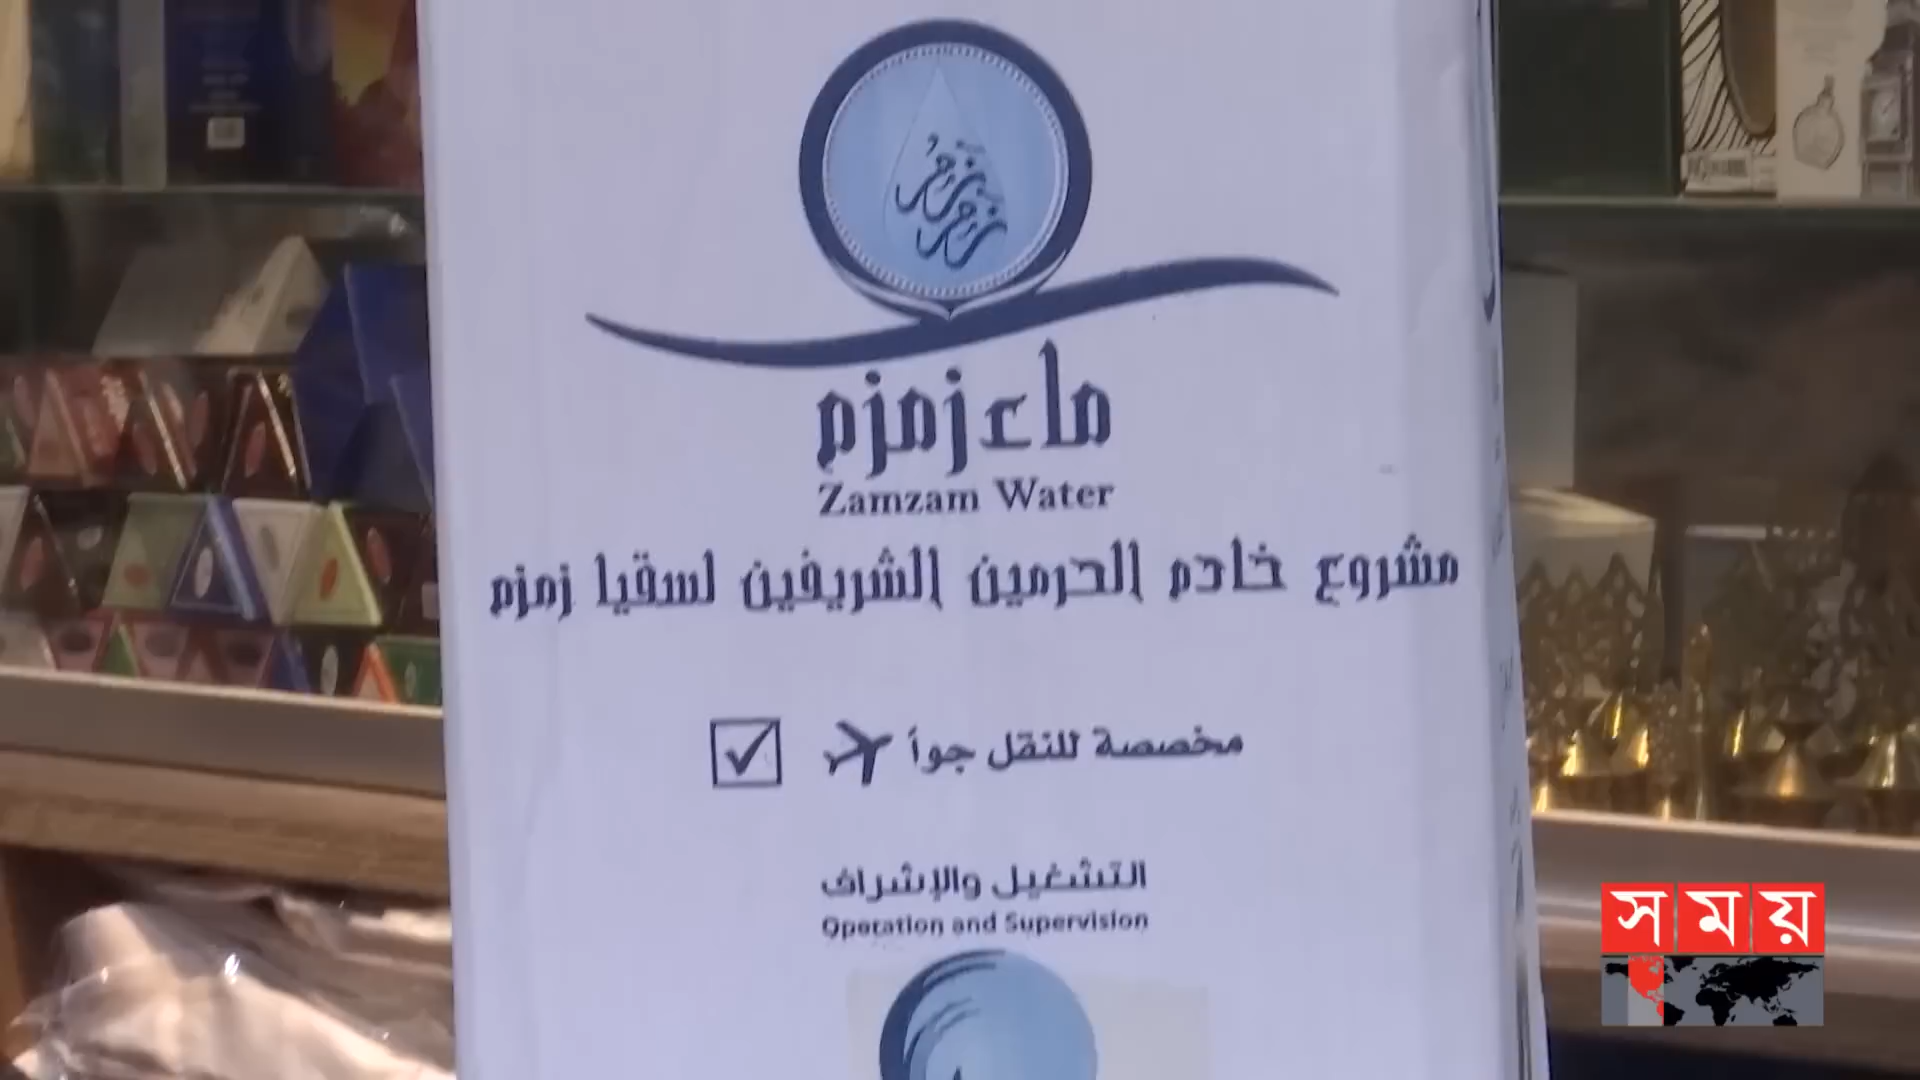 زمزم
ماء زمزم
Zamzam Water
مشروع خادم الحرمين الشريفين لسقيا زمزم
مخصصة للنقل جواً
التشغيل والإشراف
Operation and Supervision
সময়